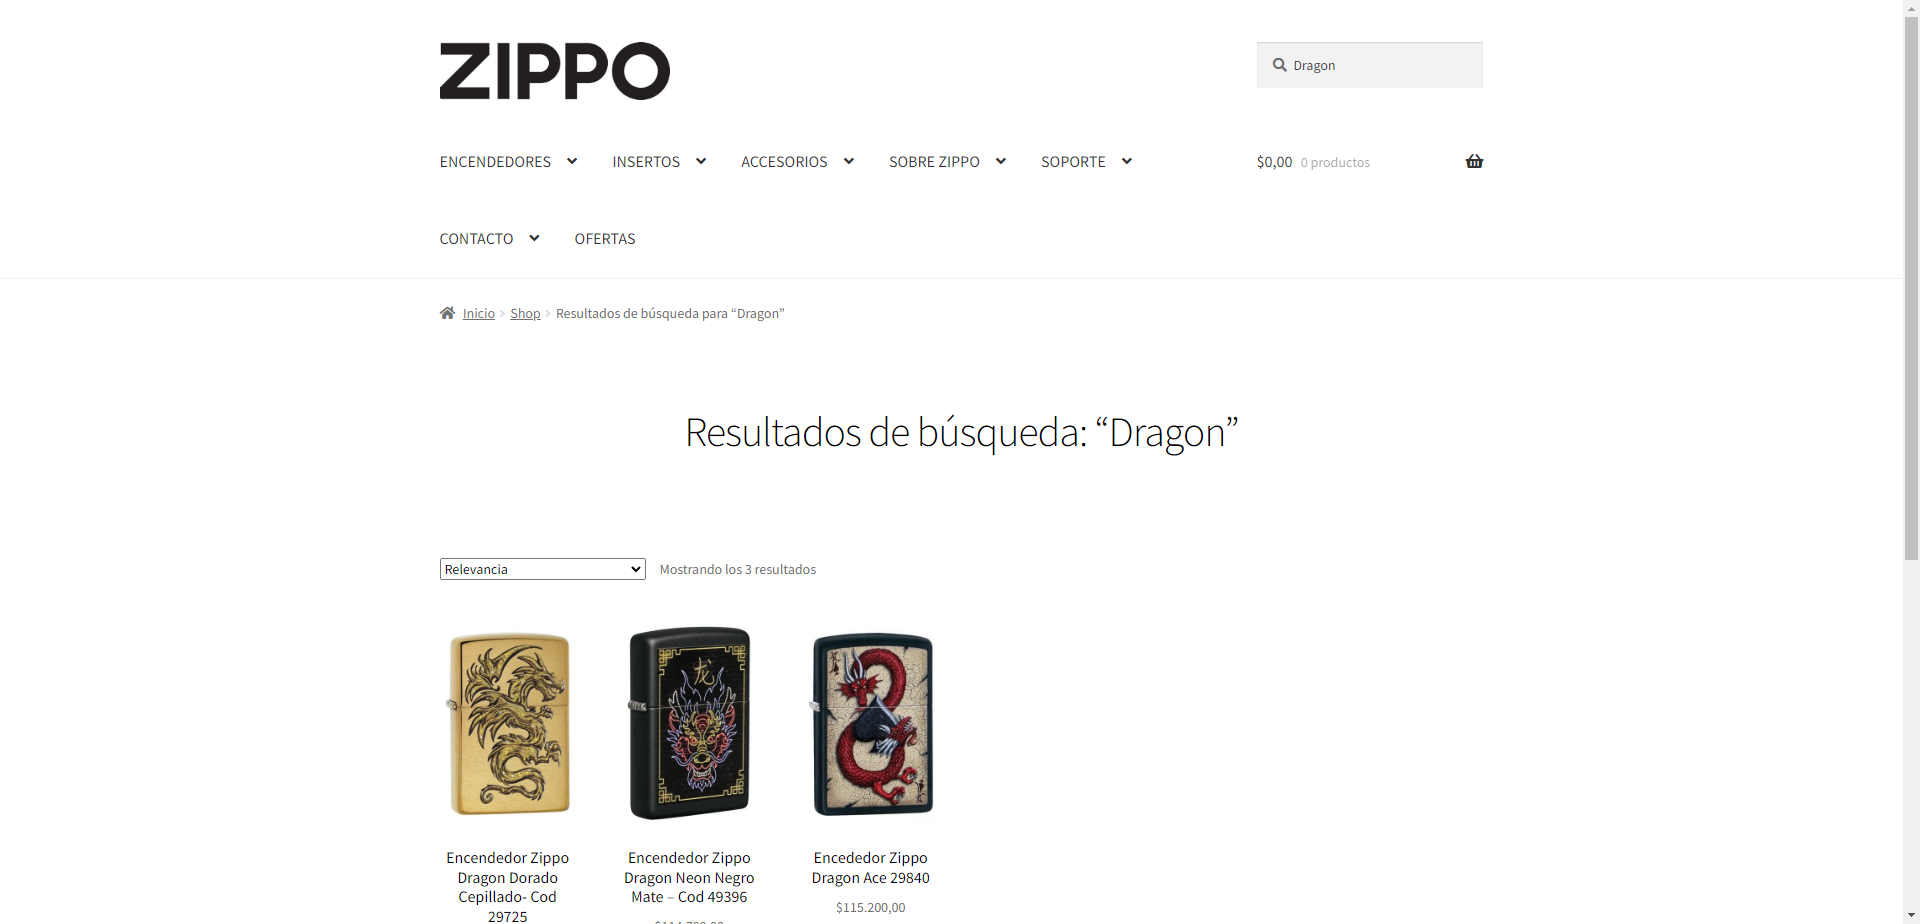 ZIPPO
Dragon
ENCENDEDORES
INSERTOS
ACCESORIOS
SOBRE ZIPPO
SOPORTE
$0,00 0 productos
CONTACTO
OFERTAS
Inicio
Shop
Resultados de búsqueda para “Dragon”
Resultados de búsqueda: “Dragon”
Relevancia
Mostrando los 3 resultados
龙
A
Encendedor Zippo
Dragon Dorado
Cepillado- Cod
29725
Encendedor Zippo
Dragon Neon Negro
Mate – Cod 49396
Encededor Zippo
Dragon Ace 29840
$115.200,00